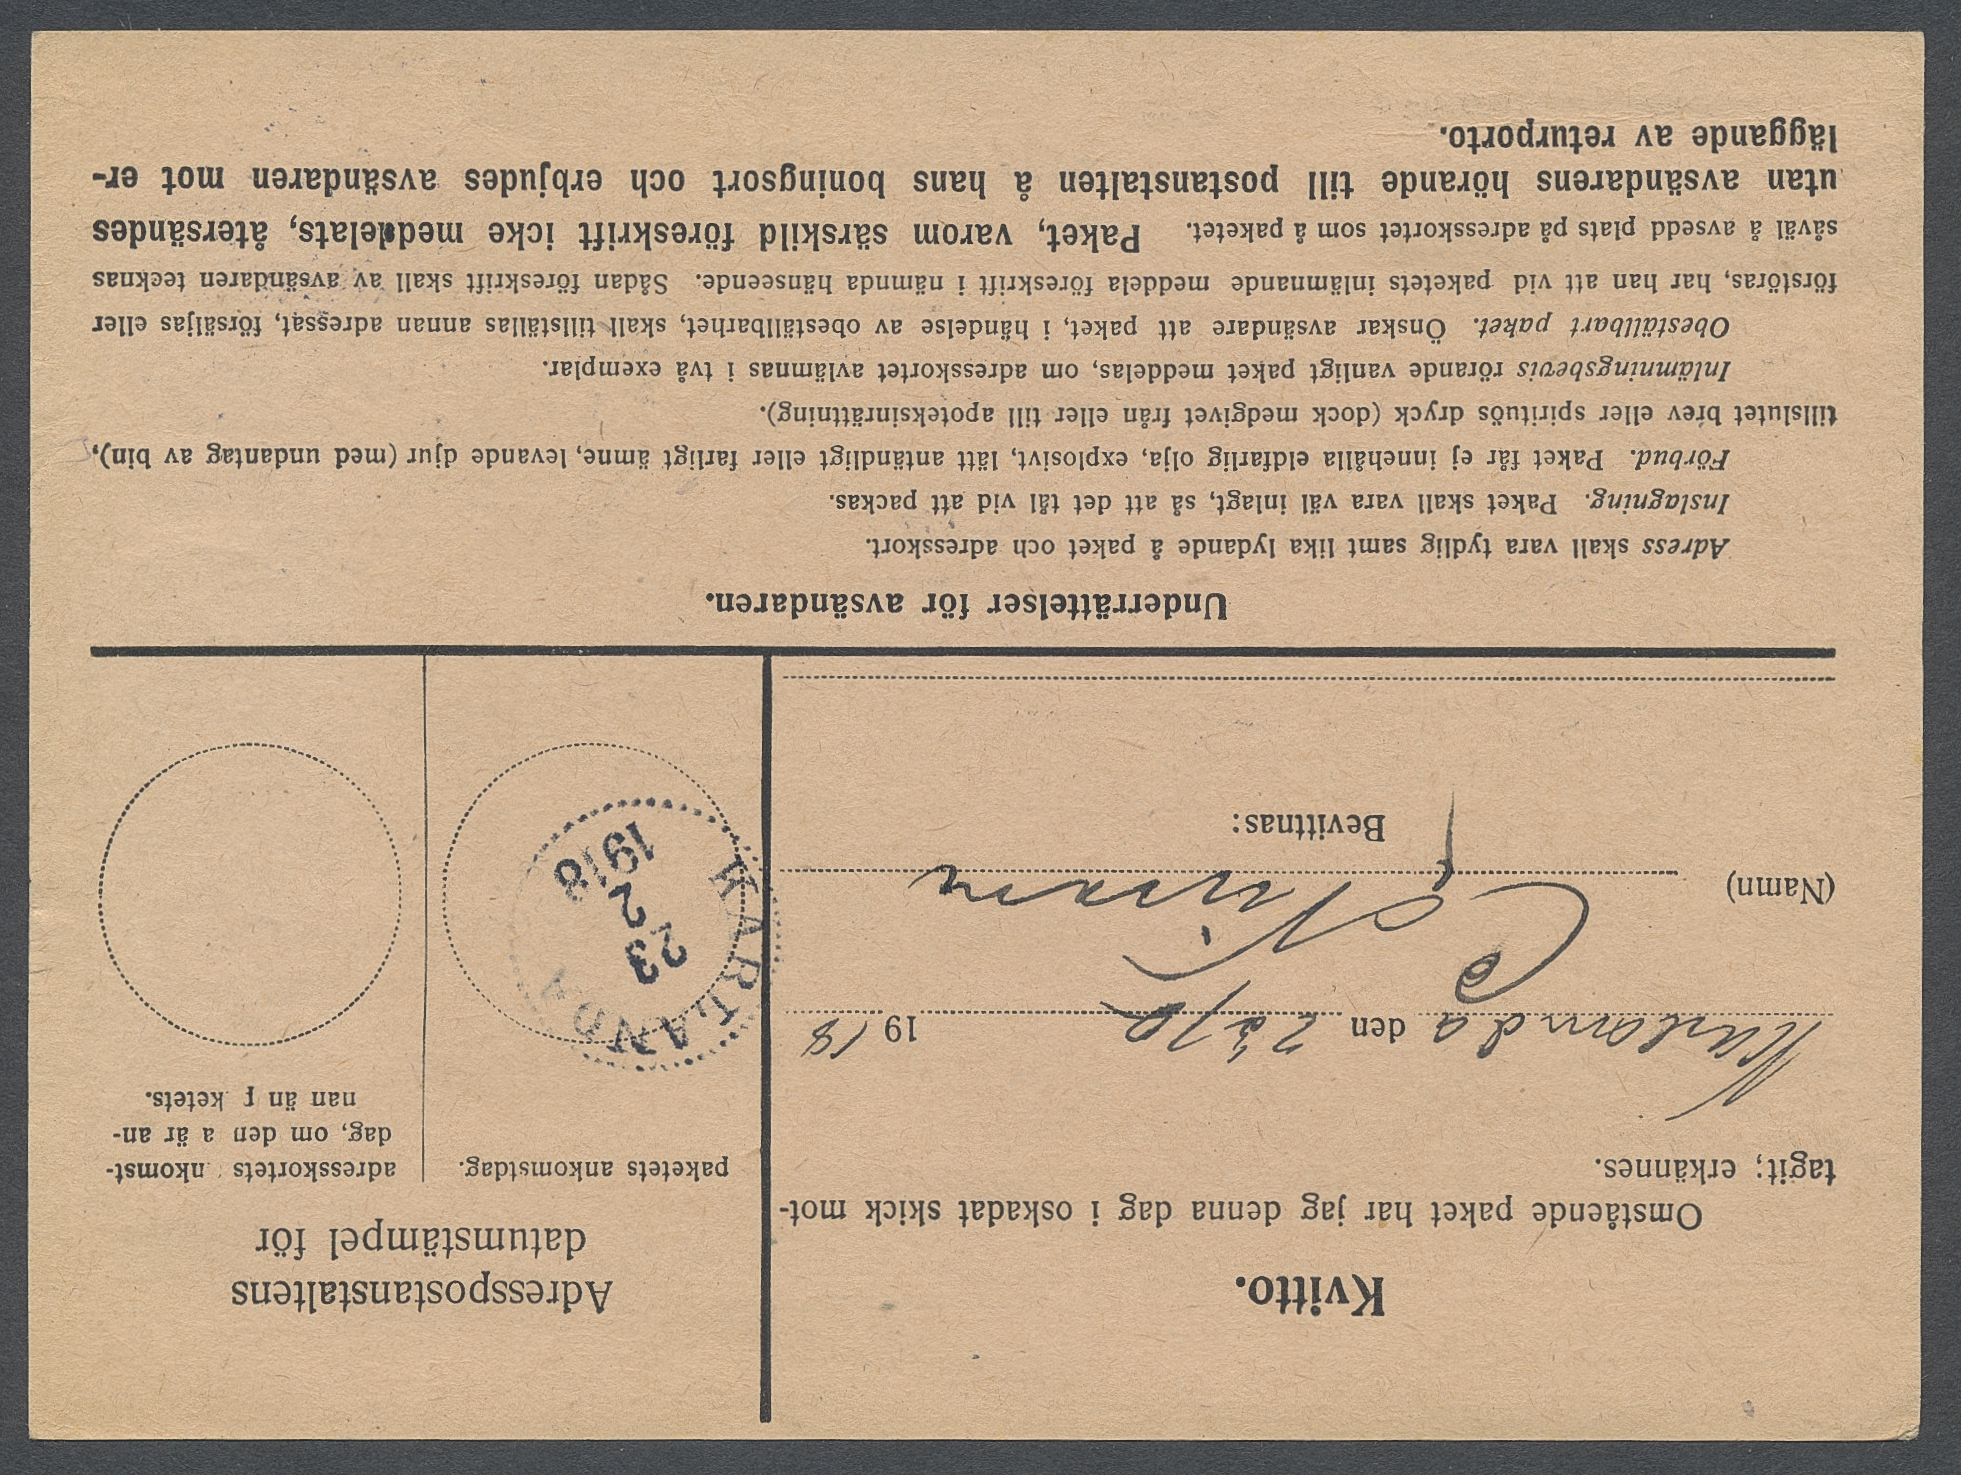 Kvitto.
Omstående paket har jag denna dag i oskadat skick mot-
tagit; erkännes.
Karlanda den 23/2 1918
(Namn)
Bevittnas:
Adresspostanstaltens
datumstämpel för
paketets ankomstdag.
adresskortets nkomst-
dag, om den a är an-
nan än p ketets.
KARLANDA
23
2
1918
Underrättelser för avsändaren.
Adress skall vara tydlig samt lika lydande å paket och adresskort.
Inslagning. Paket skall vara väl inlagt, så att det tål vid att packas.
Förbud. Paket får ej innehålla eldfarlig olja, explosivt, lätt antändligt eller farligt ämne, levande djur (med undantag av bin),
tillslutet brev eller spirituös dryck (dock medgivet från eller till apoteksinrättning).
Inlämningsbevis rörande vanligt paket meddelas, om adresskortet avlämnas i två exemplar.
Obeställbart paket. Önskar avsändare att paket, i händelse av obeställbarhet, skall tillställas annan adressat, försäljas eller
förstöras, har han att vid paketets inlämnande meddela föreskrift i nämnda hänseende. Sådan föreskrift skall av avsändaren tecknas
såväl å avsedd plats på adresskortet som å paketet. Paket, varom särskild föreskrift icke meddelats, återsändes
utan avsändarens hörande till postanstalten å hans boningsort och erbjudes avsändaren mot er-
läggande av returporto.